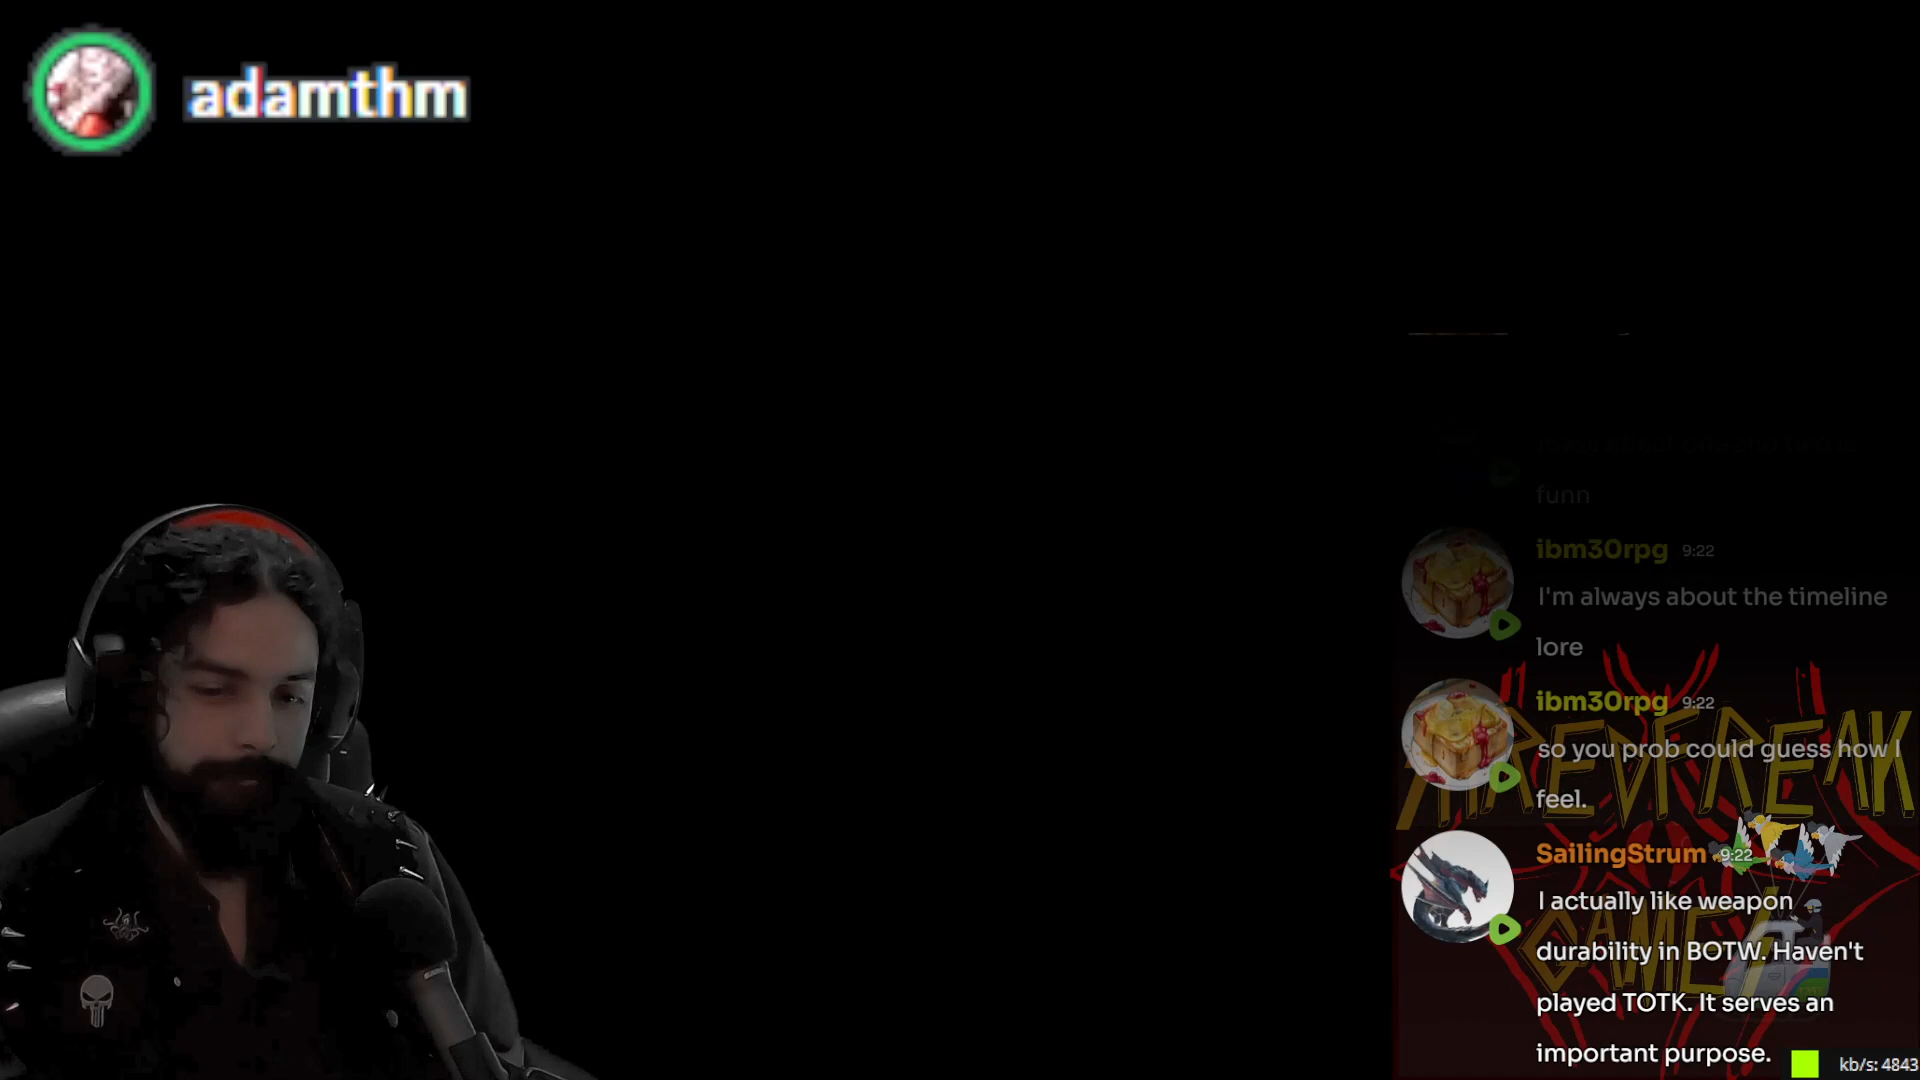 adamthm
funn
ibm30rpg 9:22
I'm always about the timeline
lore
ibm30rpg 9:22
so you prob could guess how I
feel.
SailingStrum 9:22
I actually like weapon
durability in BOTW. Haven't
played TOTK. It serves an
important purpose.
kb/s: 4843